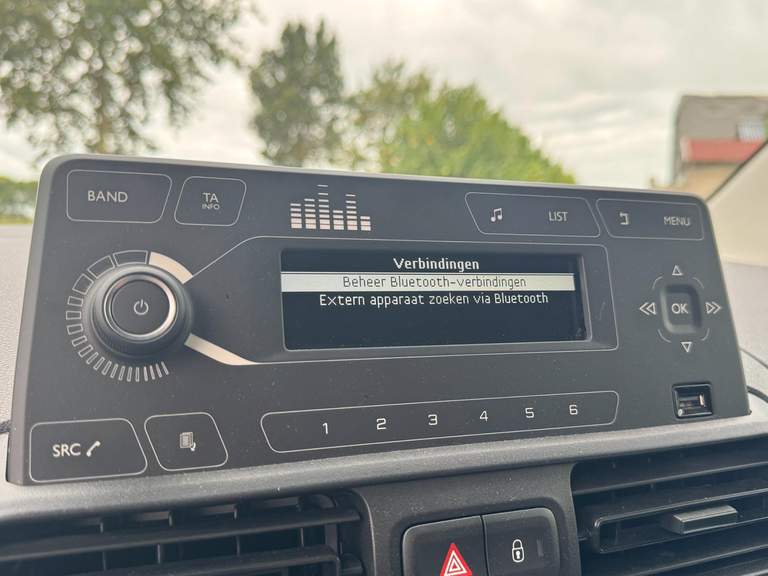 BAND
TA
INFO
LIST
MENU
Verbindingen
Beheer Bluetooth-verbindingen
Extern apparaat zoeken via Bluetooth
OK
1 2 3 4 5 6
SRC